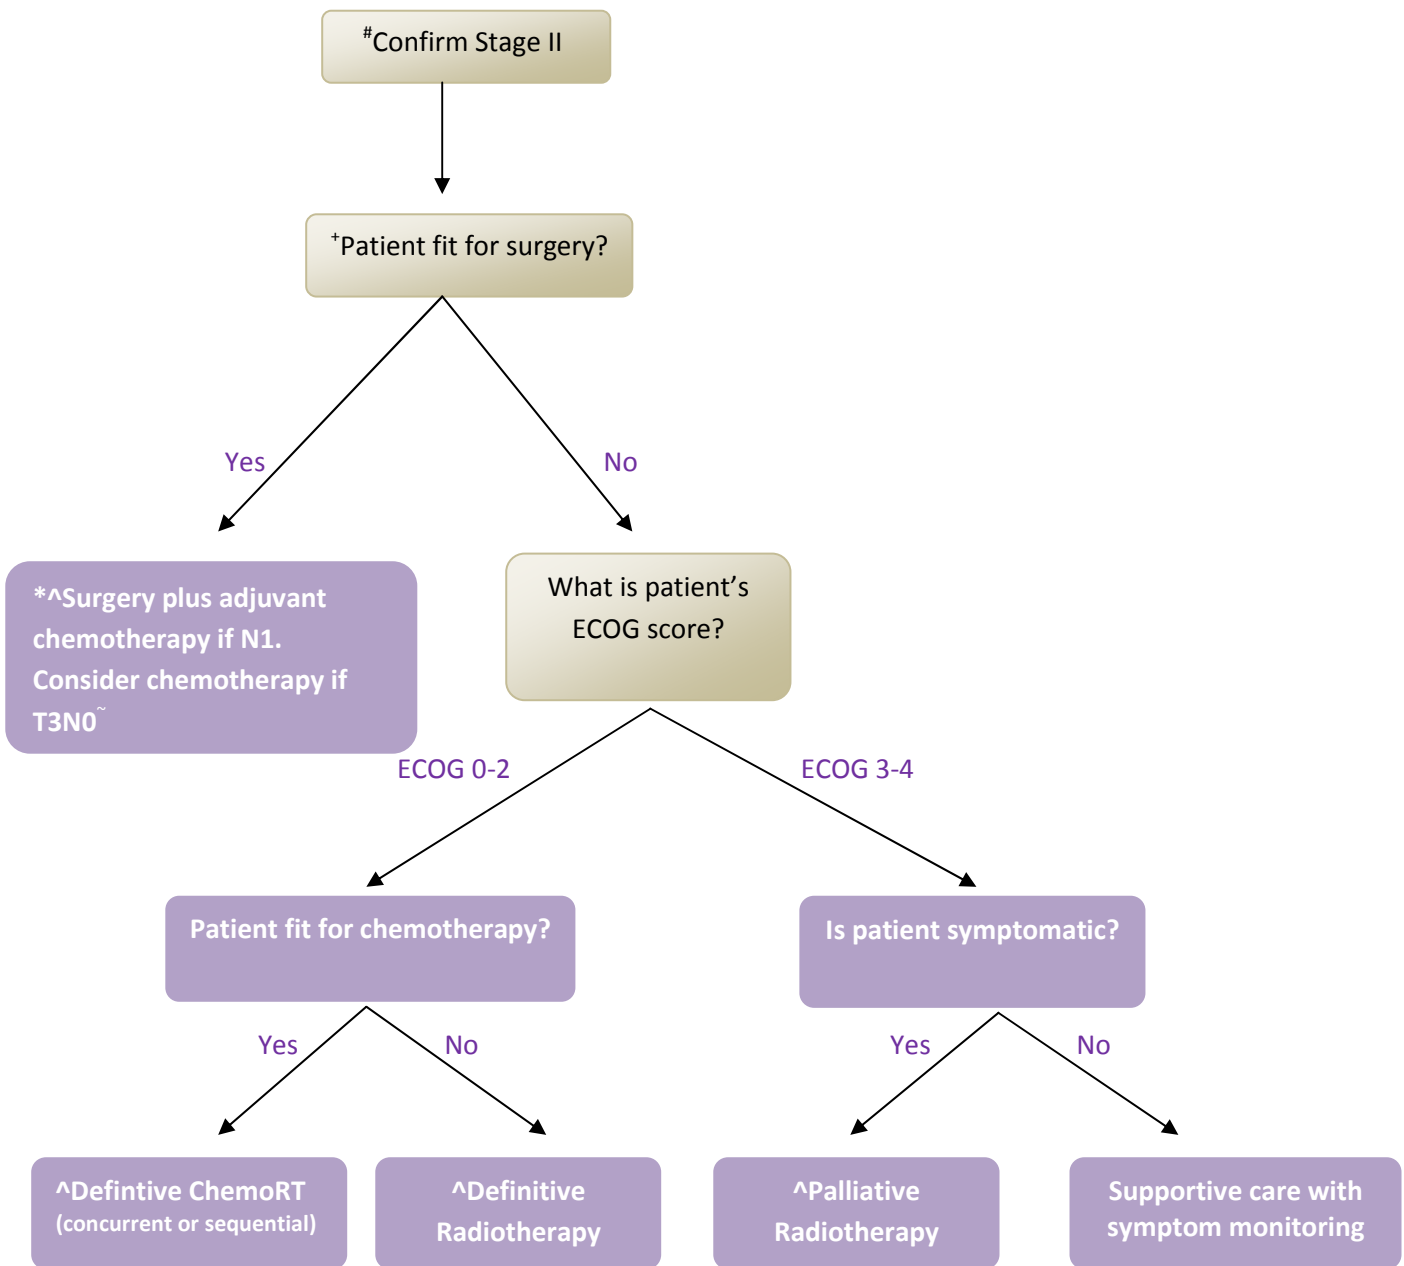 #Confirm Stage II
+Patient fit for surgery?
Yes
No
*^Surgery plus adjuvant
chemotherapy if N1.
Consider chemotherapy if
T3N0~
What is patient’s
ECOG score?
ECOG 0-2
ECOG 3-4
Patient fit for chemotherapy?
Is patient symptomatic?
Yes
No
Yes
No
^Defintive ChemoRT
(concurrent or sequential)
^Definitive
Radiotherapy
^Palliative
Radiotherapy
Supportive care with
symptom monitoring